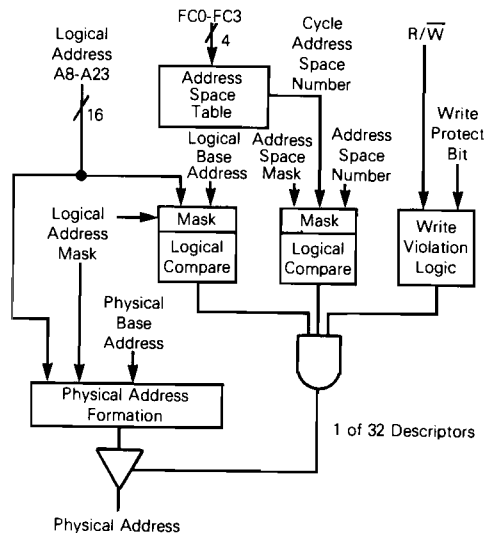 Logical
Address
A8-A23
16
FC0-FC3
4
Address
Space
Table
Cycle
Address
Space
Number
R/W̅
Write
Protect
Bit
Logical
Base
Address
Address
Space
Mask
Address
Space
Number
Logical
Address
Mask
Mask
Logical
Compare
Mask
Logical
Compare
Write
Violation
Logic
Physical
Base
Address
Physical Address
Formation
1 of 32 Descriptors
Physical Address